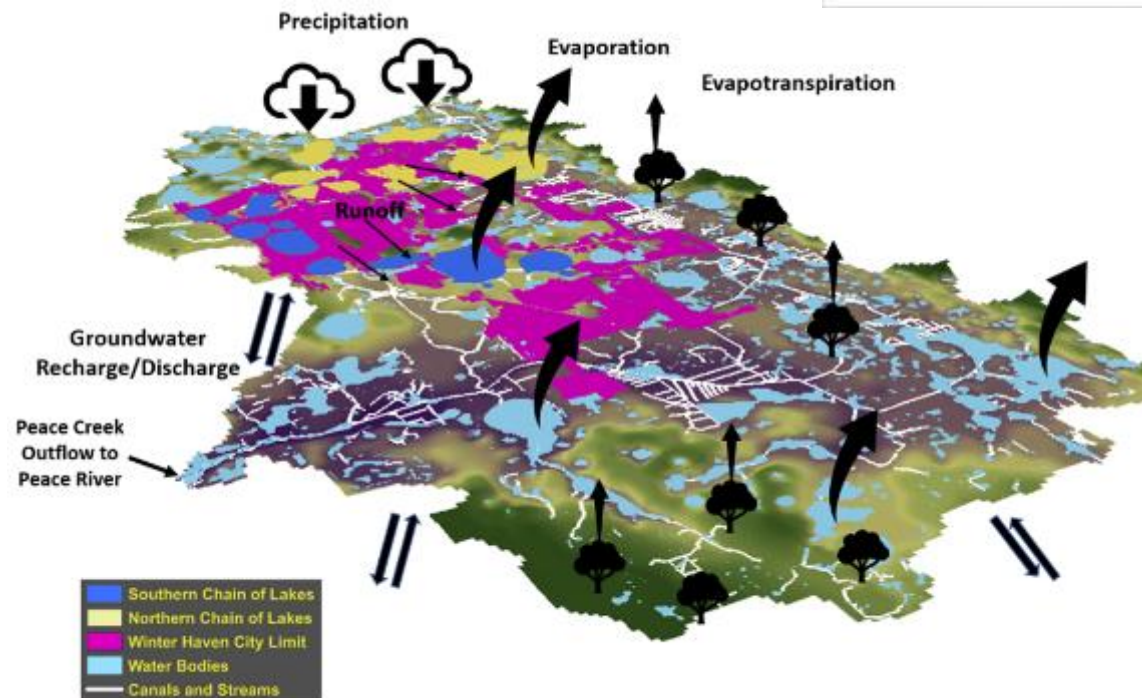 Precipitation
Evaporation
Evapotranspiration
Runoff
Groundwater
Recharge/Discharge
Peace Creek
Outflow to
Peace River
Southern Chain of Lakes
Northern Chain of Lakes
Winter Haven City Limit
Water Bodies
Canals and Streams